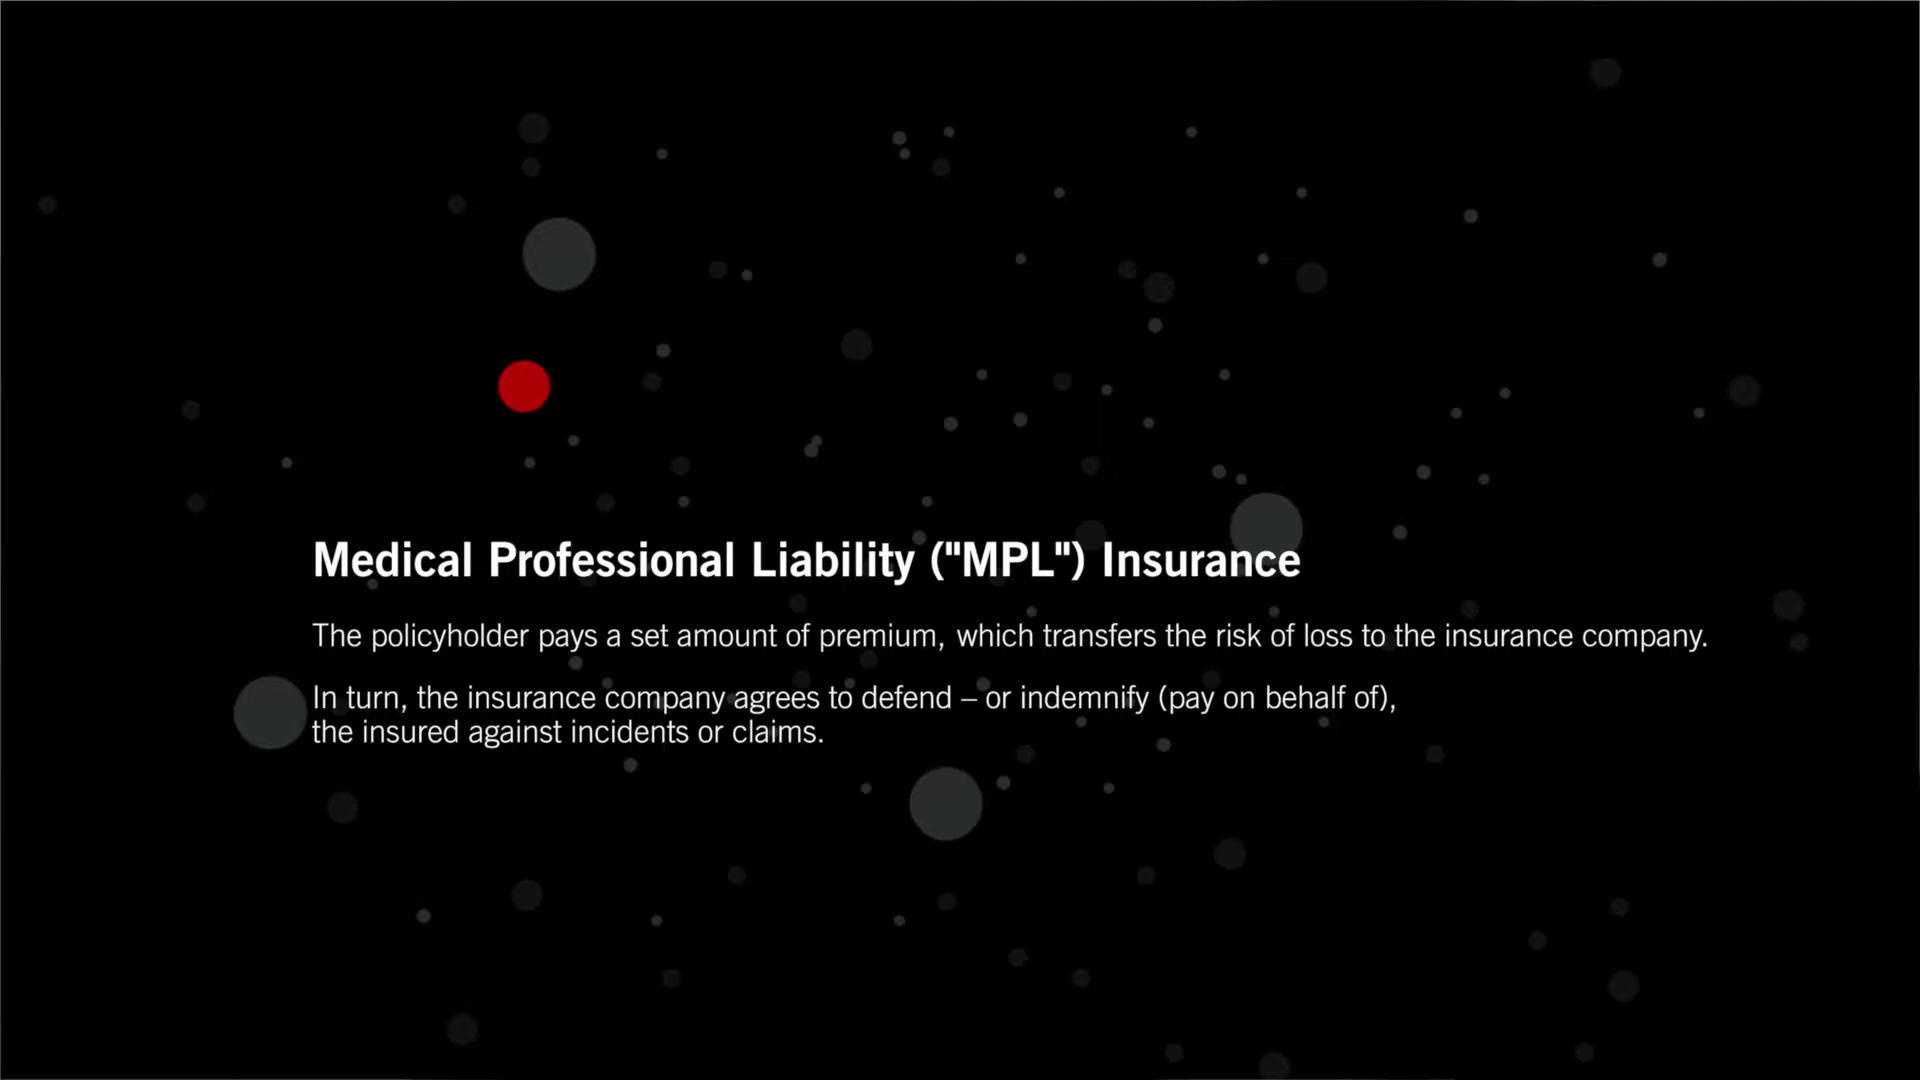 Medical Professional Liability ("MPL") Insurance
The policyholder pays a set amount of premium, which transfers the risk of loss to the insurance company.
In turn, the insurance company agrees to defend – or indemnify (pay on behalf of),
the insured against incidents or claims.